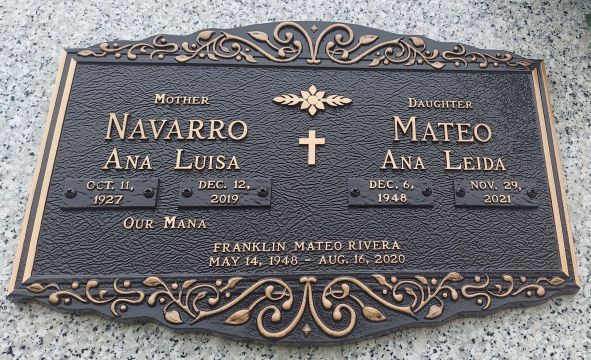 Mother
Navarro
Ana Luisa
Oct. 11, 1927
Dec. 12, 2019
Our Mana
Daughter
Mateo
Ana Leida
Dec. 6, 1948
Nov. 29, 2021
Franklin Mateo Rivera
May 14, 1948 – Aug. 16, 2020